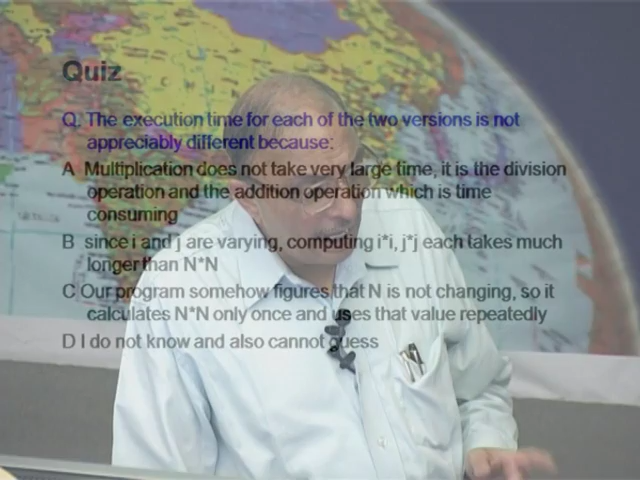 Quiz
Q. The execution time for each of the two versions is not
appreciably different because:
A Multiplication does not take very large time, it is the division
operation and the addition operation which is time
consuming
B since i and j are varying, computing i*i, j*j each takes much
longer than N*N
C Our program somehow figures that N is not changing, so it
calculates N*N only once and uses that value repeatedly
D I do not know and also cannot guess